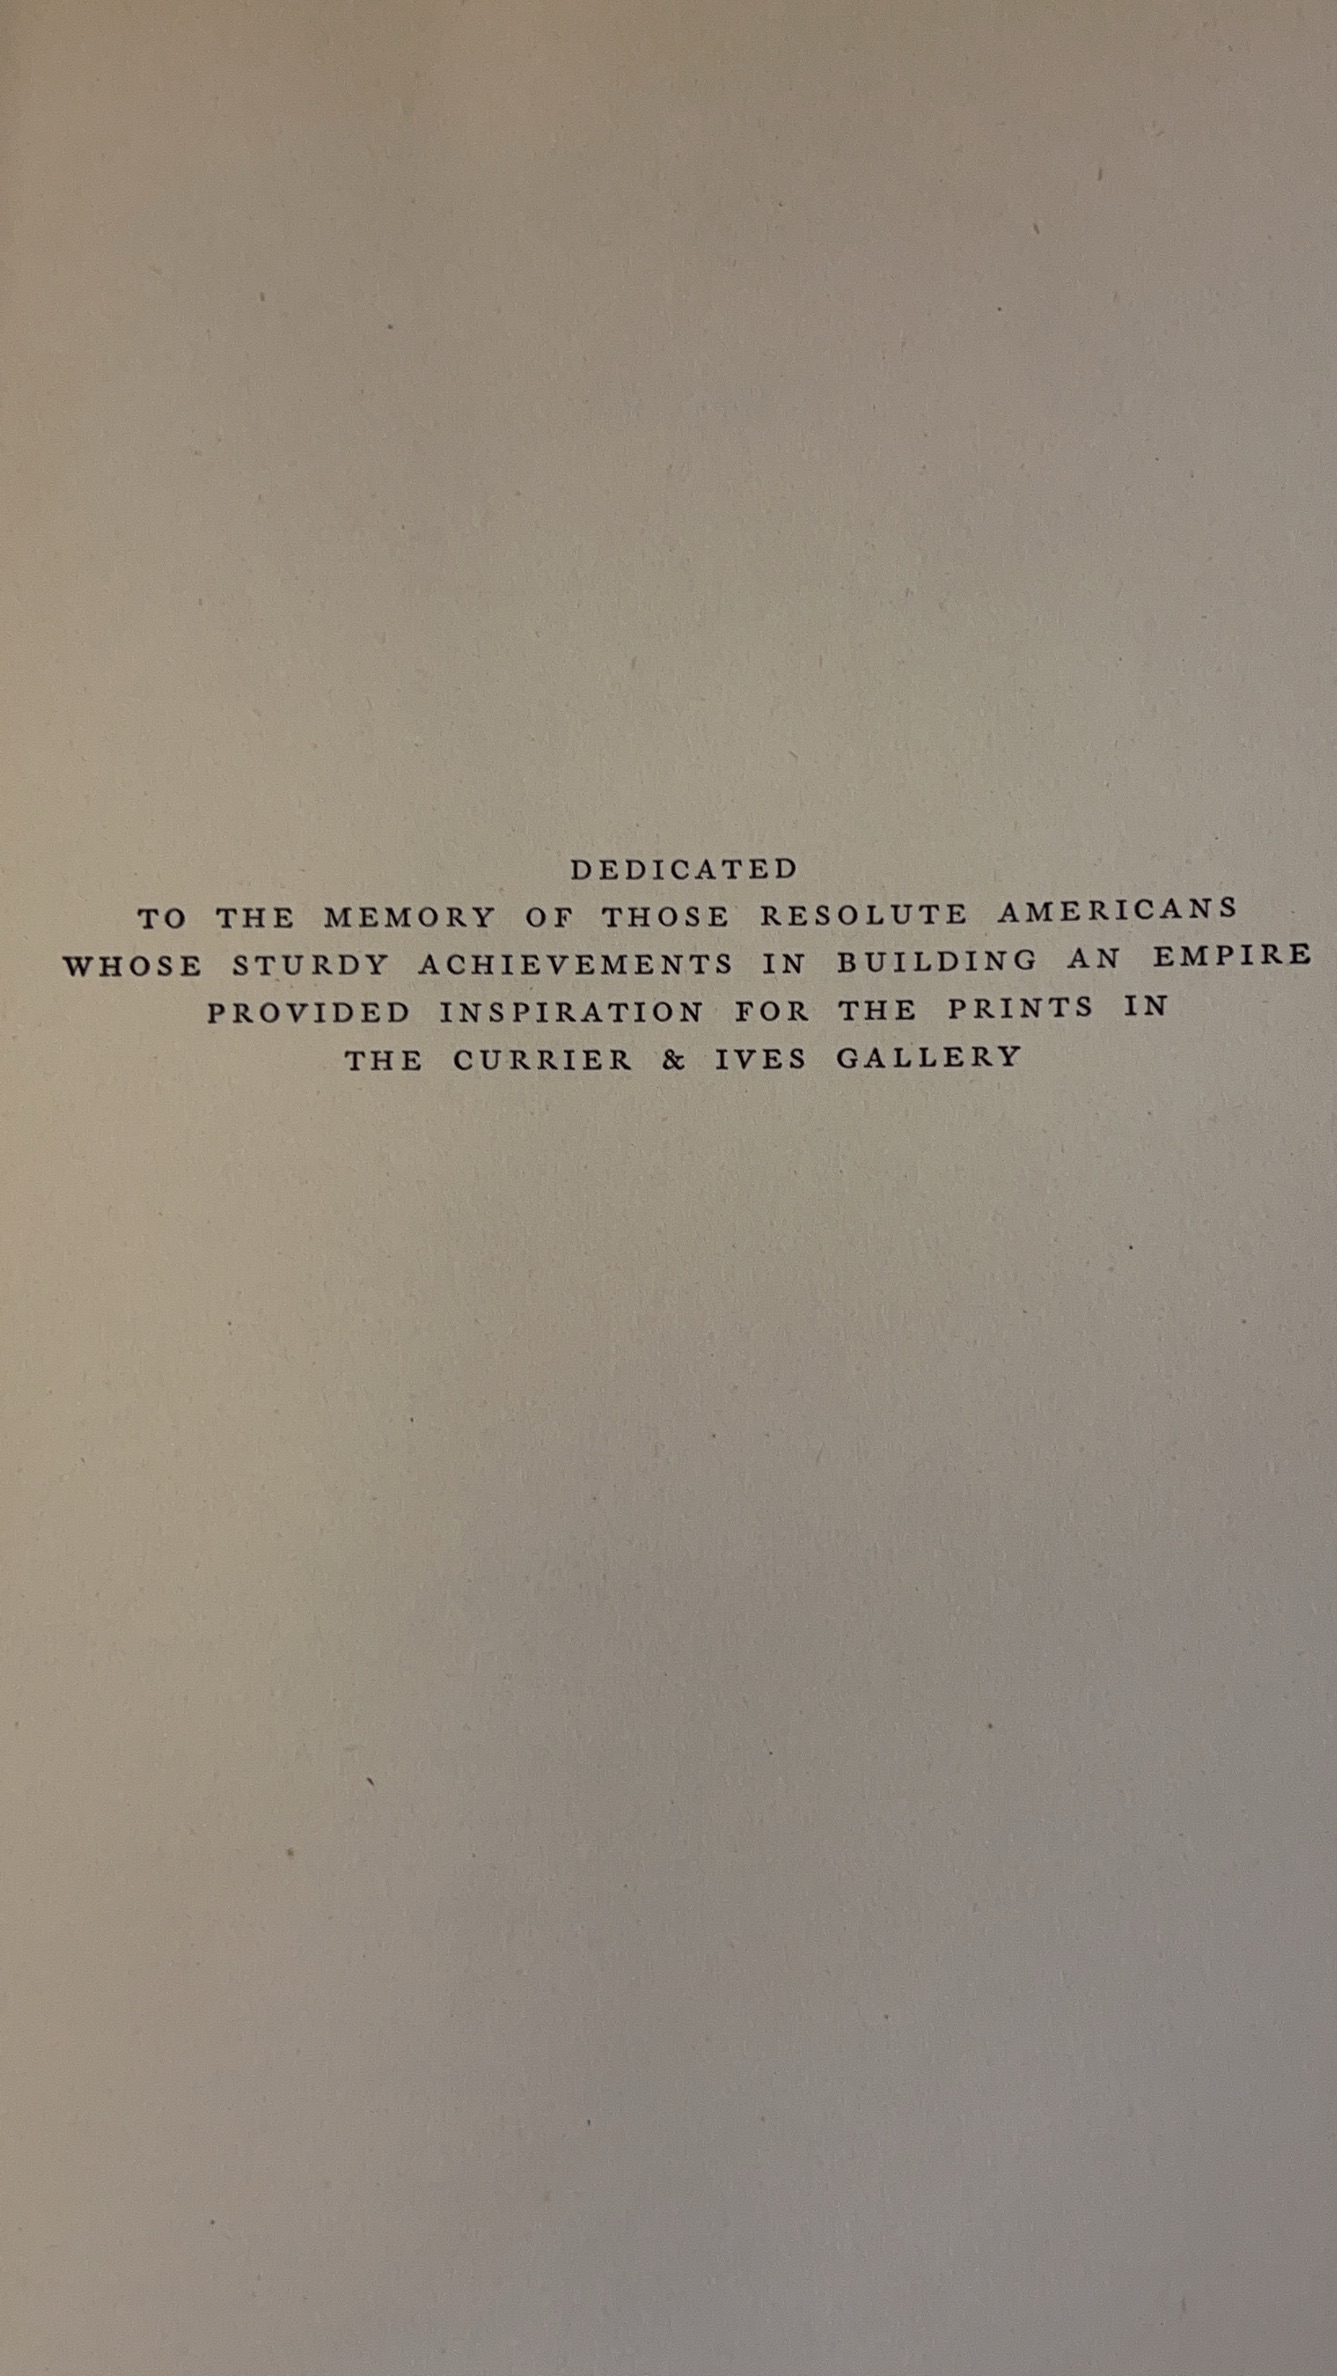 DEDICATED
TO THE MEMORY OF THOSE RESOLUTE AMERICANS
WHOSE STURDY ACHIEVEMENTS IN BUILDING AN EMPIRE
PROVIDED INSPIRATION FOR THE PRINTS IN
THE CURRIER & IVES GALLERY